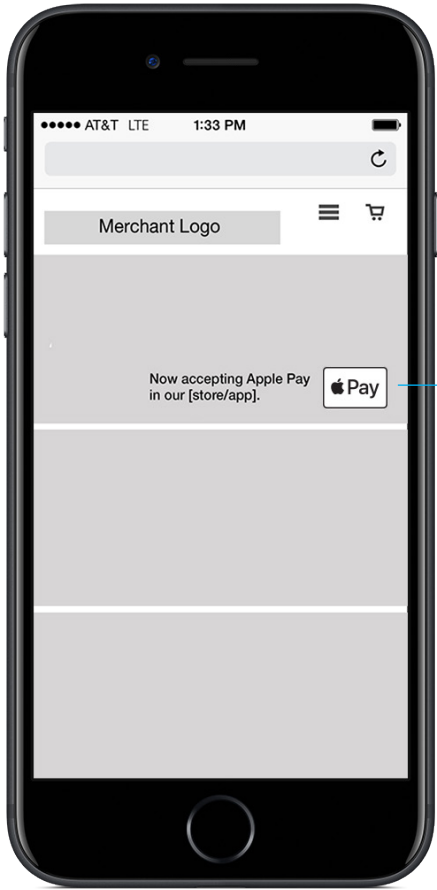 AT&T LTE 1:33 PM
Merchant Logo
Now accepting Apple Pay
in our [store/app].
Pay